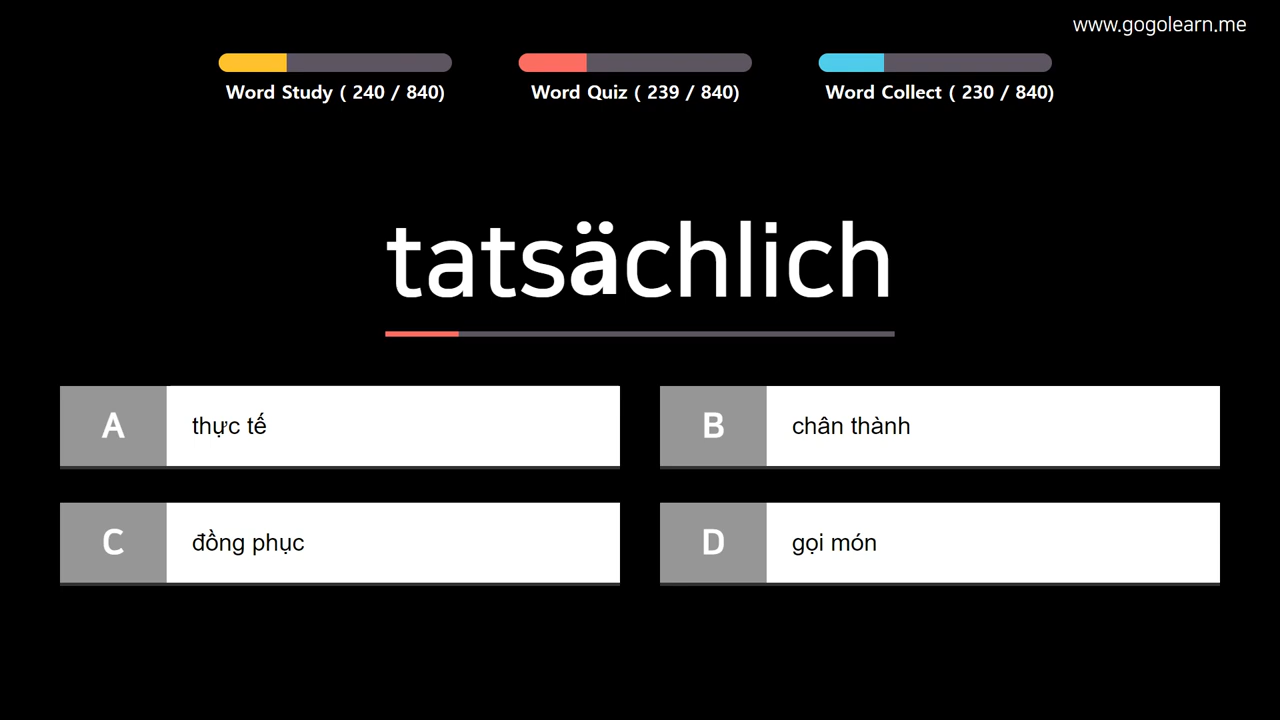 www.gogolearn.me
Word Study ( 240 / 840)
Word Quiz ( 239 / 840)
Word Collect ( 230 / 840)
tatsächlich
A thực tế
B chân thành
C đồng phục
D gọi món